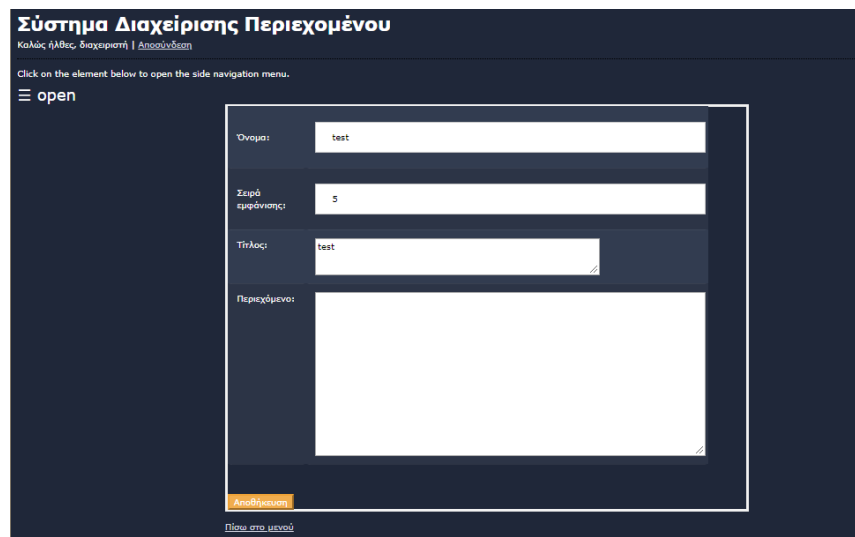 Σύστημα Διαχείρισης Περιεχομένου
Καλώς ήλθες, διαχειριστή | Αποσύνδεση
Click on the element below to open the side navigation menu.
☰ open
Όνομα: test
Σειρά
εμφάνισης: 5
Τίτλος: test
Περιεχόμενο:
Αποθήκευση
Πίσω στο μενού